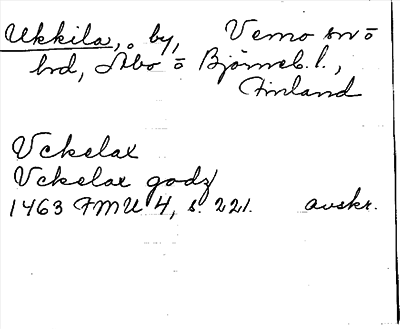 Ukkila, by, Vemo sn ō
hd, Åbo ō Björneb. l.,
Finland
Vckelax
Vckelax godz
1463 FMU 4, s. 221. avskr.